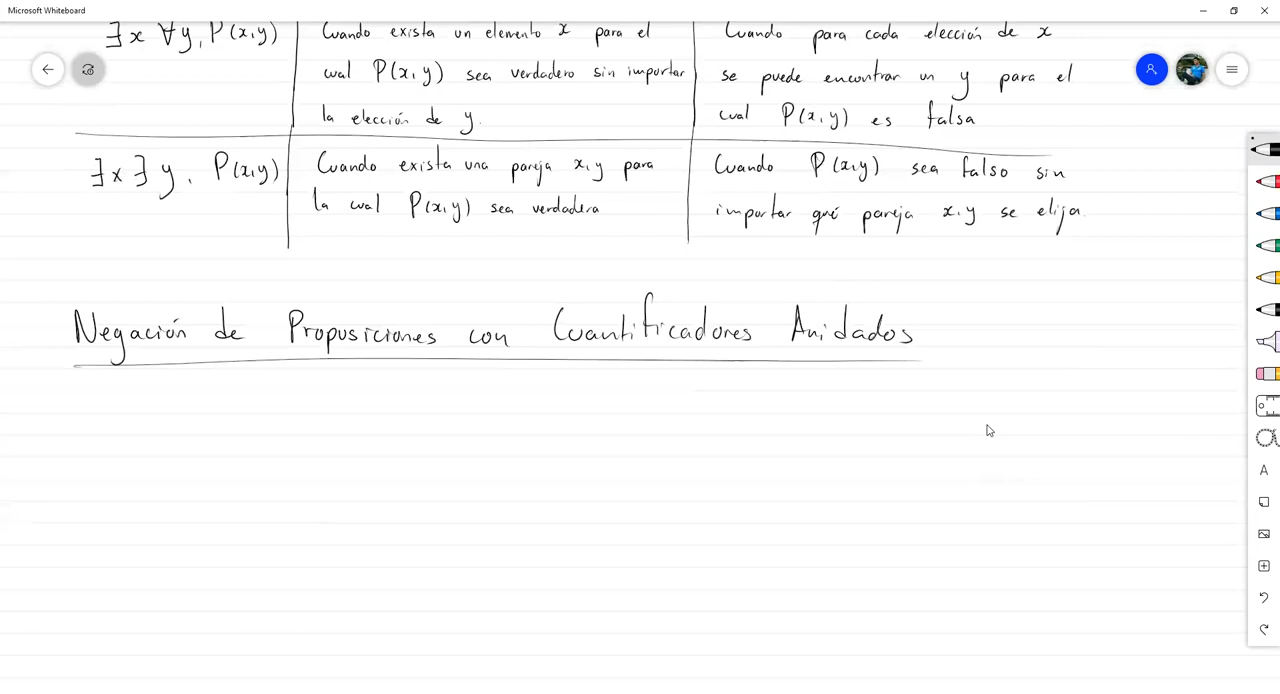 Microsoft Whiteboard
∃x ∀y, P(x,y) Cuando exista un elemento x para el Cuando para cada elección de x
cual P(x,y) sea verdadero sin importar se puede encontrar un y para el
la elección de y. cual P(x,y) es falsa
∃x ∃y, P(x,y) Cuando exista una pareja x,y para Cuando P(x,y) sea falso sin
la cual P(x,y) sea verdadera importar qué pareja x,y se elija.
Negación de Proposiciones con Cuantificadores Anidados
A